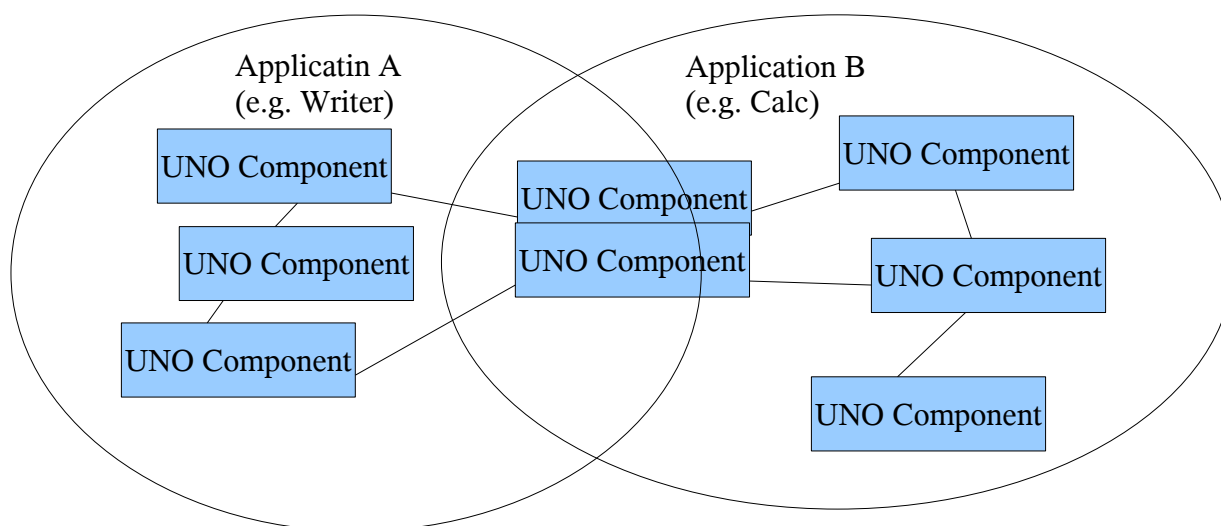 Applicatin A
(e.g. Writer)
Application B
(e.g. Calc)
UNO Component
UNO Component
UNO Component
UNO Component
UNO Component
UNO Component
UNO Component
UNO Component